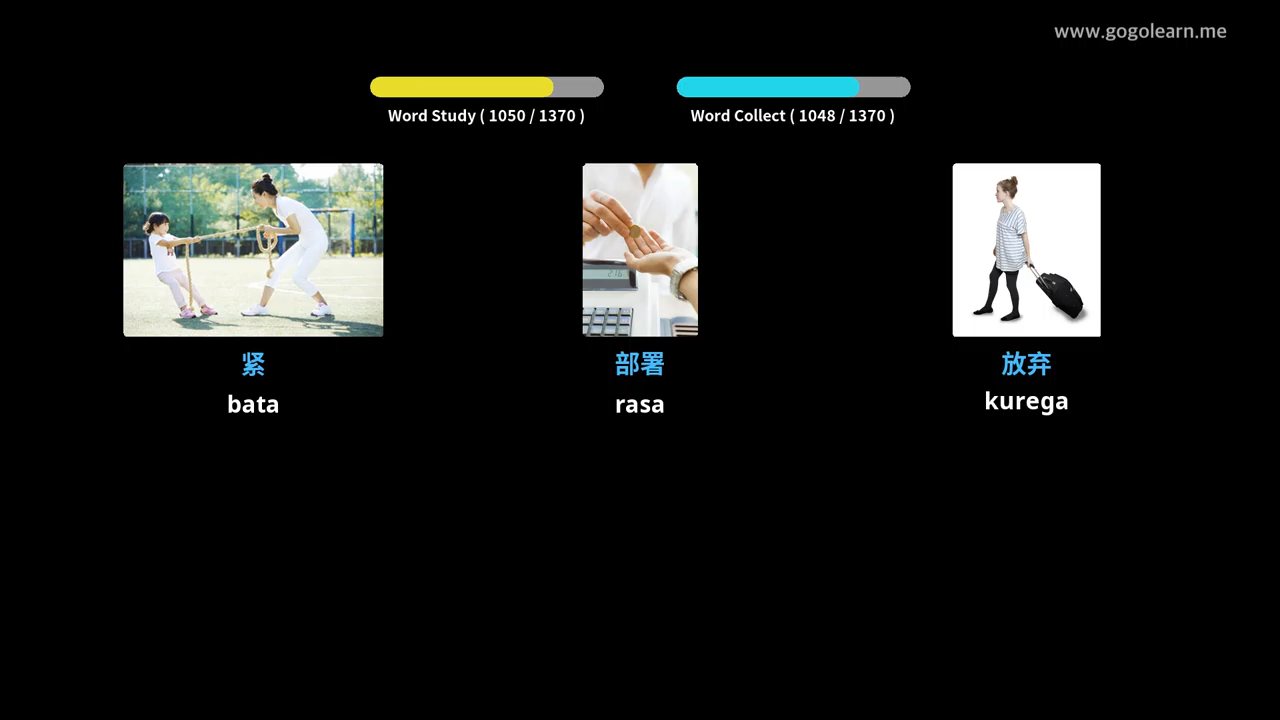 www.gogolearn.me
Word Study ( 1050 / 1370 )
Word Collect ( 1048 / 1370 )
紧
部署
放弃
bata
rasa
kurega